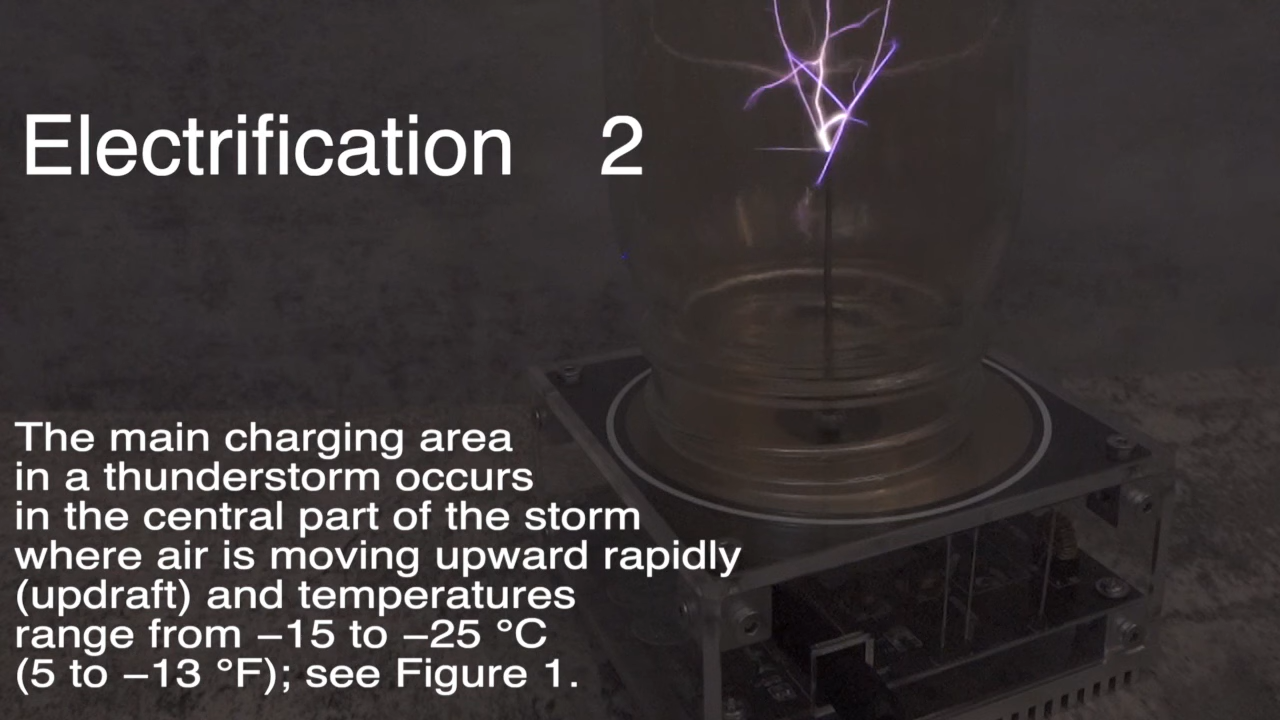 Electrification 2
The main charging area
in a thunderstorm occurs
in the central part of the storm
where air is moving upward rapidly
(updraft) and temperatures
range from –15 to –25 °C
(5 to –13 °F); see Figure 1.